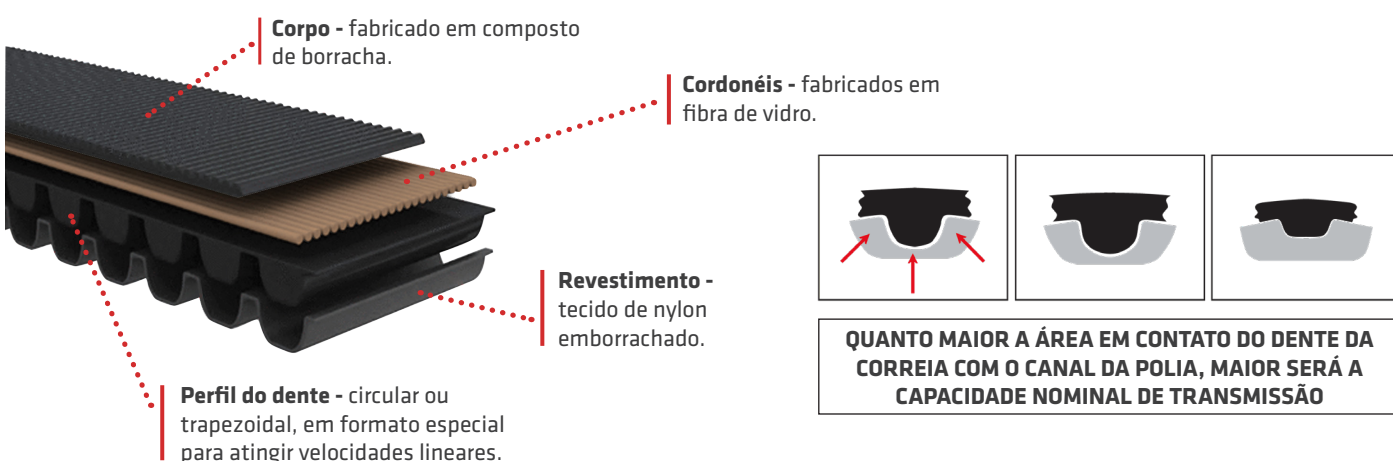 Corpo - fabricado em composto
de borracha.
Cordonéis - fabricados em
fibra de vidro.
Revestimento -
tecido de nylon
emborrachado.
Perfil do dente - circular ou
trapezoidal, em formato especial
para atingir velocidades lineares.
QUANTO MAIOR A ÁREA EM CONTATO DO DENTE DA
CORREIA COM O CANAL DA POLIA, MAIOR SERÁ A
CAPACIDADE NOMINAL DE TRANSMISSÃO